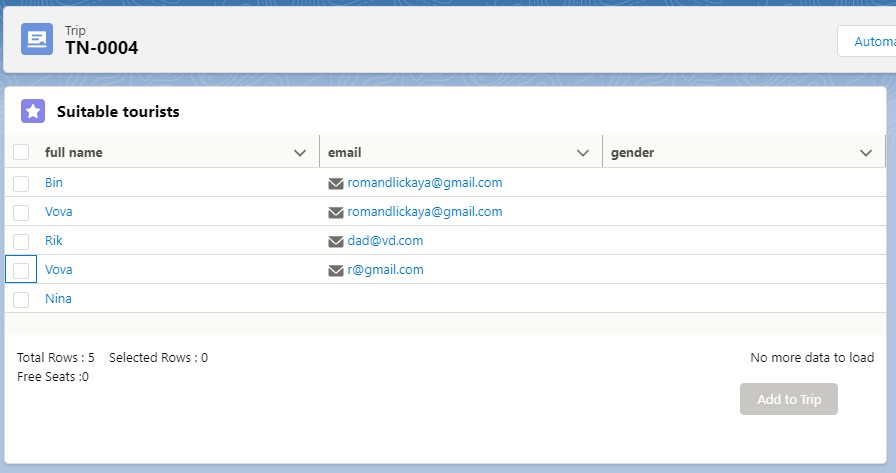 Trip
TN-0004
Suitable tourists
full name email gender
Bin romandlickaya@gmail.com
Vova romandlickaya@gmail.com
Rik dad@vd.com
Vova r@gmail.com
Nina
Total Rows : 5 Selected Rows : 0 No more data to load
Free Seats :0
Add to Trip